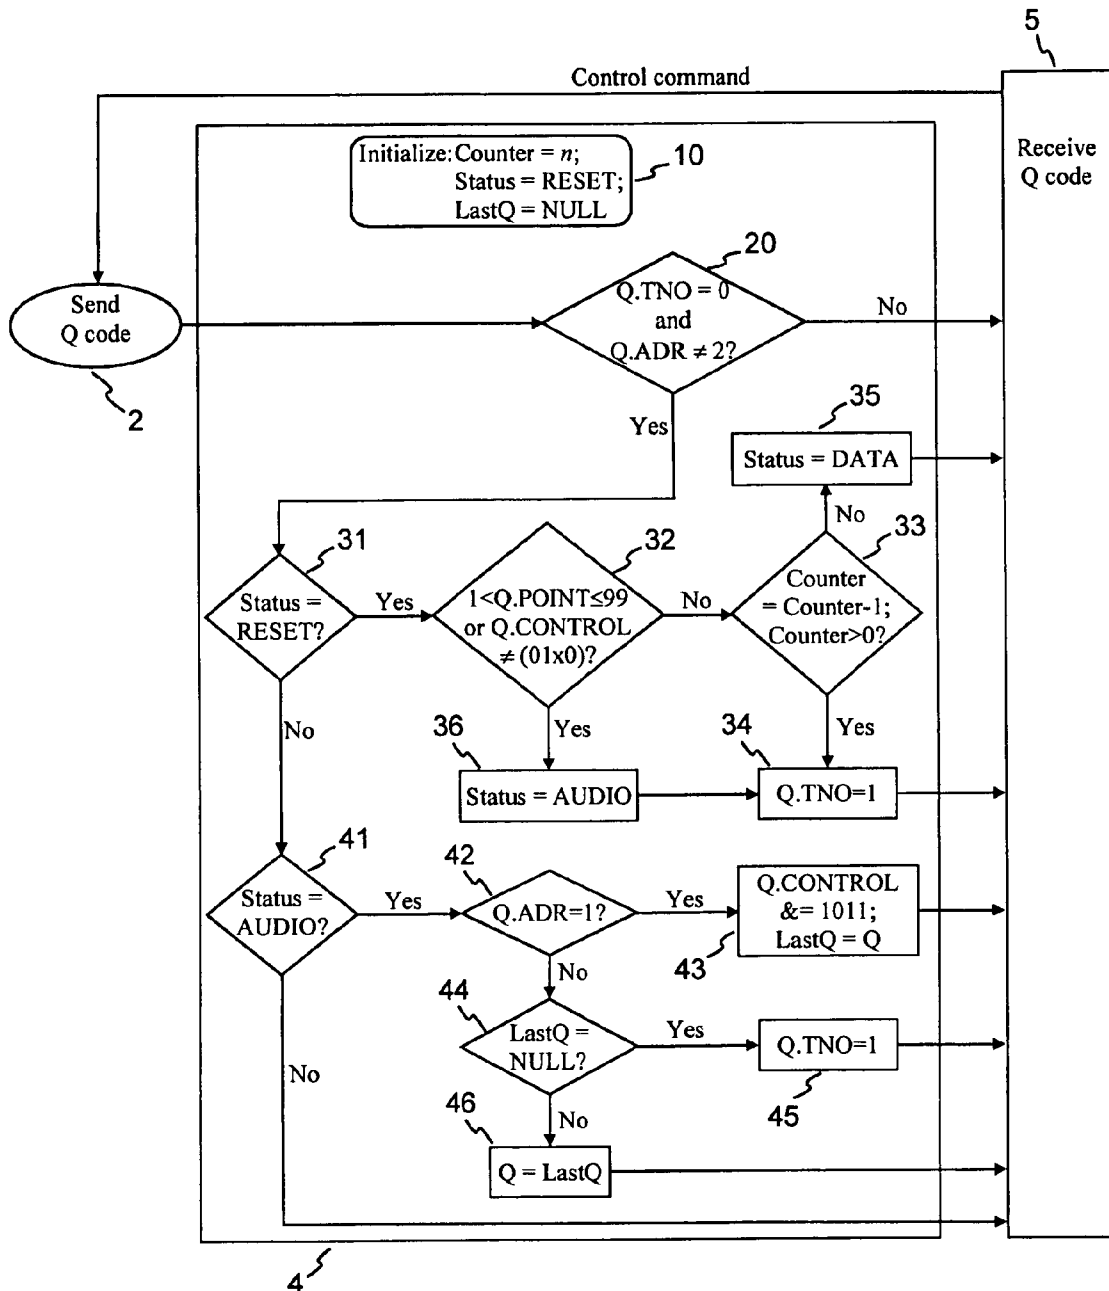 5
Control command
Receive
Q code
Initialize: Counter = n;
Status = RESET;
LastQ = NULL
10
20
Q.TNO = 0
and
Q.ADR ≠ 2?
No
Send
Q code
2
Yes
35
Status = DATA
No
31
Status =
RESET?
Yes
32
1<Q.POINT≤99
or Q.CONTROL
≠ (01x0)?
No
33
Counter
= Counter-1;
Counter>0?
No
Yes
Yes
36
Status = AUDIO
34
Q.TNO=1
41
Status =
AUDIO?
Yes
42
Q.ADR=1?
Yes
Q.CONTROL
&= 1011;
LastQ = Q
43
No
44
LastQ =
NULL?
Yes
Q.TNO=1
45
No
No
46
Q = LastQ
4